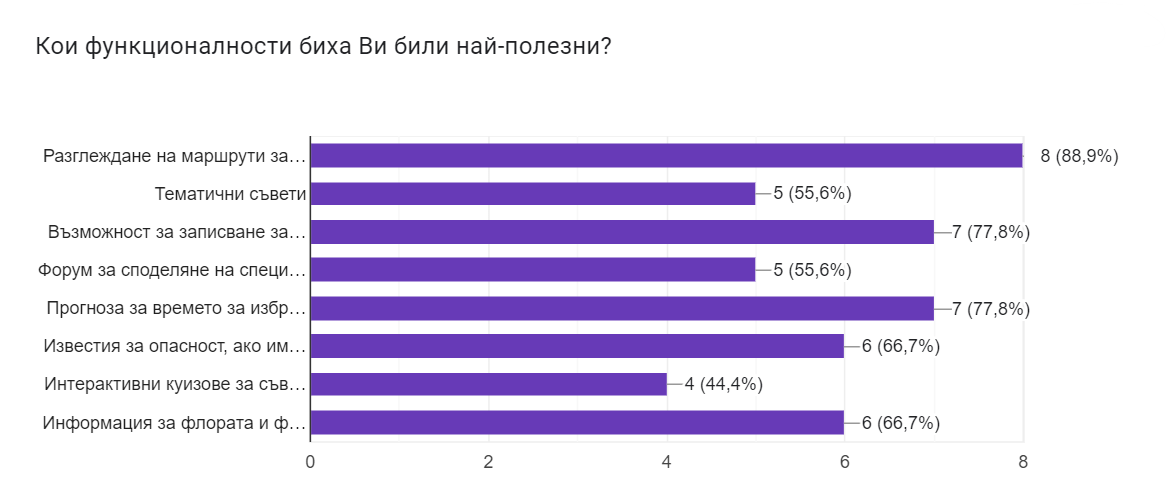 Кои функционалности биха Ви били най-полезни?
Разглеждане на маршрути за… 8 (88,9%)
Тематични съвети 5 (55,6%)
Възможност за записване за… 7 (77,8%)
Форум за споделяне на специ… 5 (55,6%)
Прогноза за времето за избр… 7 (77,8%)
Известия за опасност, ако им… 6 (66,7%)
Интерактивни куизове за съв… 4 (44,4%)
Информация за флората и ф… 6 (66,7%)
0 2 4 6 8